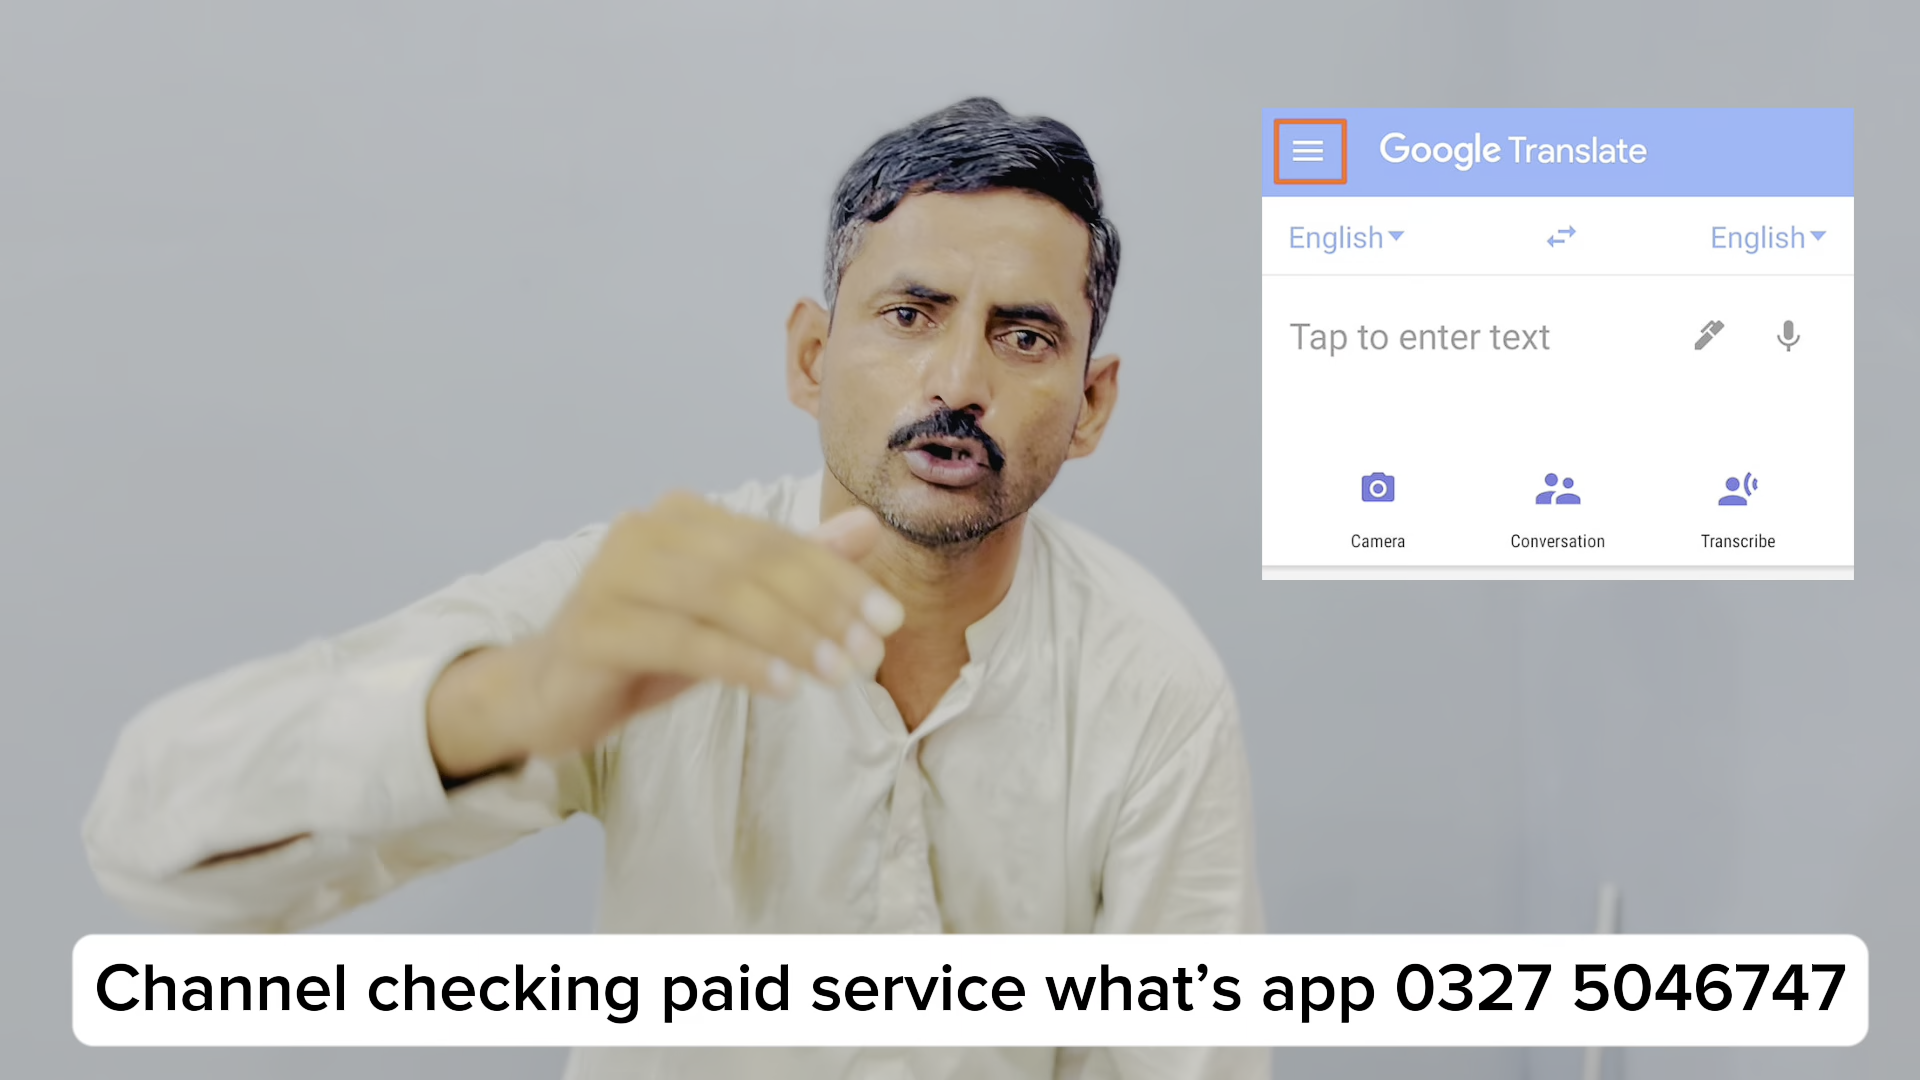 Google Translate
English English
Tap to enter text
Camera Conversation Transcribe
Channel checking paid service what’s app 0327 5046747